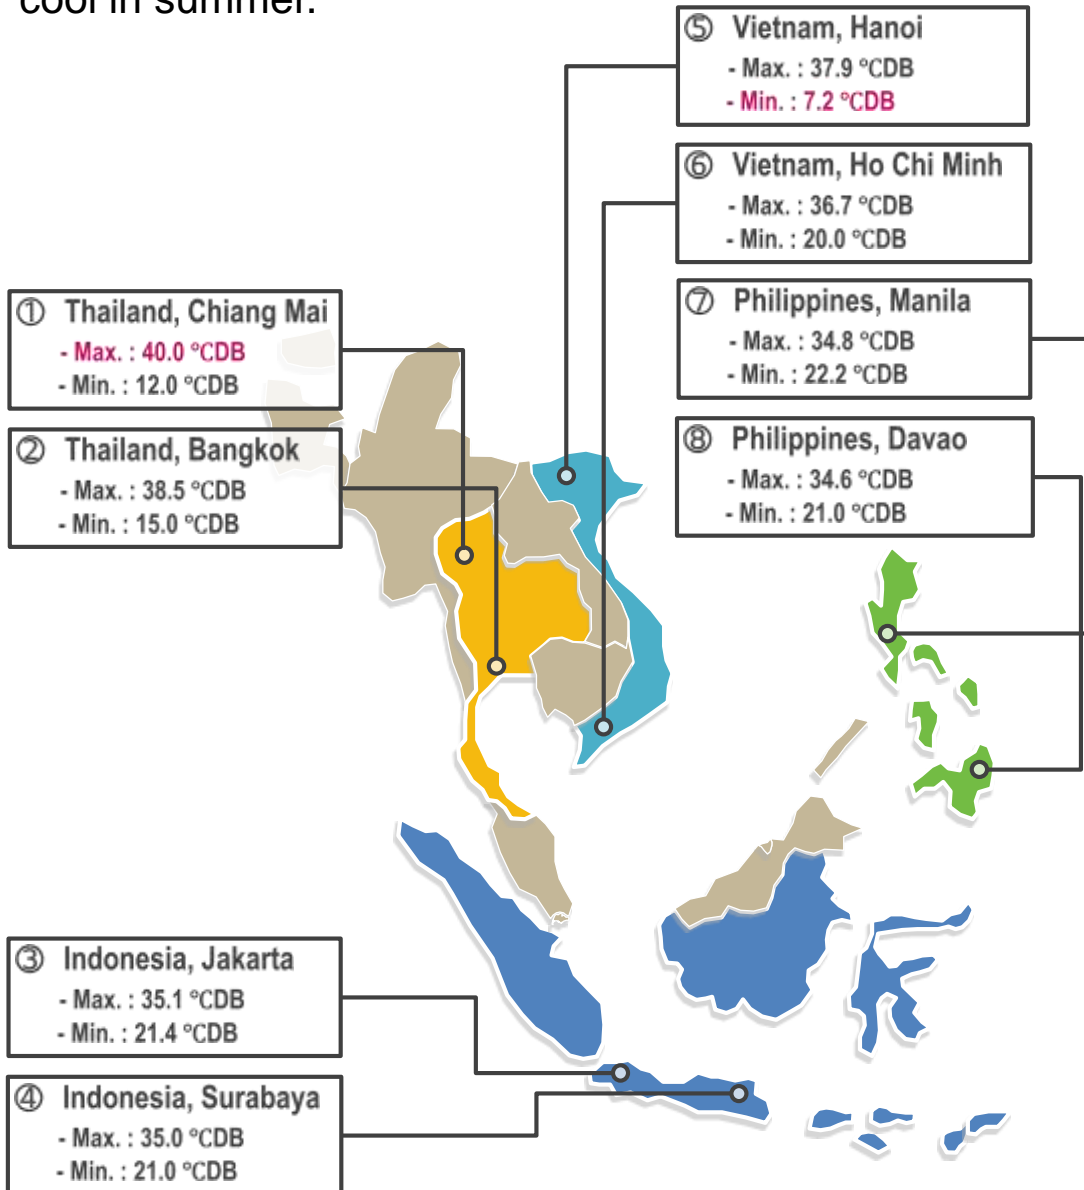 cool in summer.
⑤ Vietnam, Hanoi
- Max. : 37.9 ℃DB
- Min. : 7.2 ℃DB
⑥ Vietnam, Ho Chi Minh
- Max. : 36.7 ℃DB
- Min. : 20.0 ℃DB
⑦ Philippines, Manila
- Max. : 34.8 ℃DB
- Min. : 22.2 ℃DB
⑧ Philippines, Davao
- Max. : 34.6 ℃DB
- Min. : 21.0 ℃DB
① Thailand, Chiang Mai
- Max. : 40.0 ℃DB
- Min. : 12.0 ℃DB
② Thailand, Bangkok
- Max. : 38.5 ℃DB
- Min. : 15.0 ℃DB
③ Indonesia, Jakarta
- Max. : 35.1 ℃DB
- Min. : 21.4 ℃DB
④ Indonesia, Surabaya
- Max. : 35.0 ℃DB
- Min. : 21.0 ℃DB